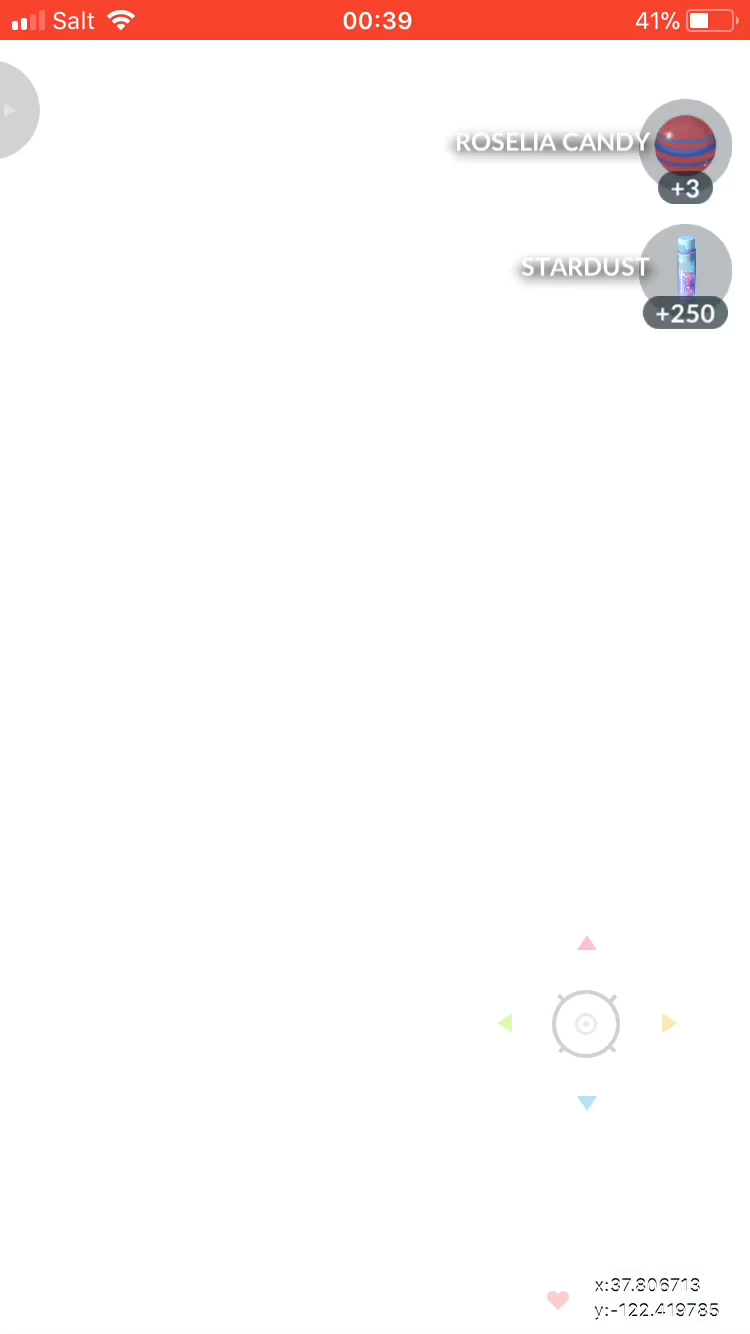 Salt 00:39 41%
ROSELIA CANDY
+3
STARDUST
+250
x:37.806713
y:-122.419785